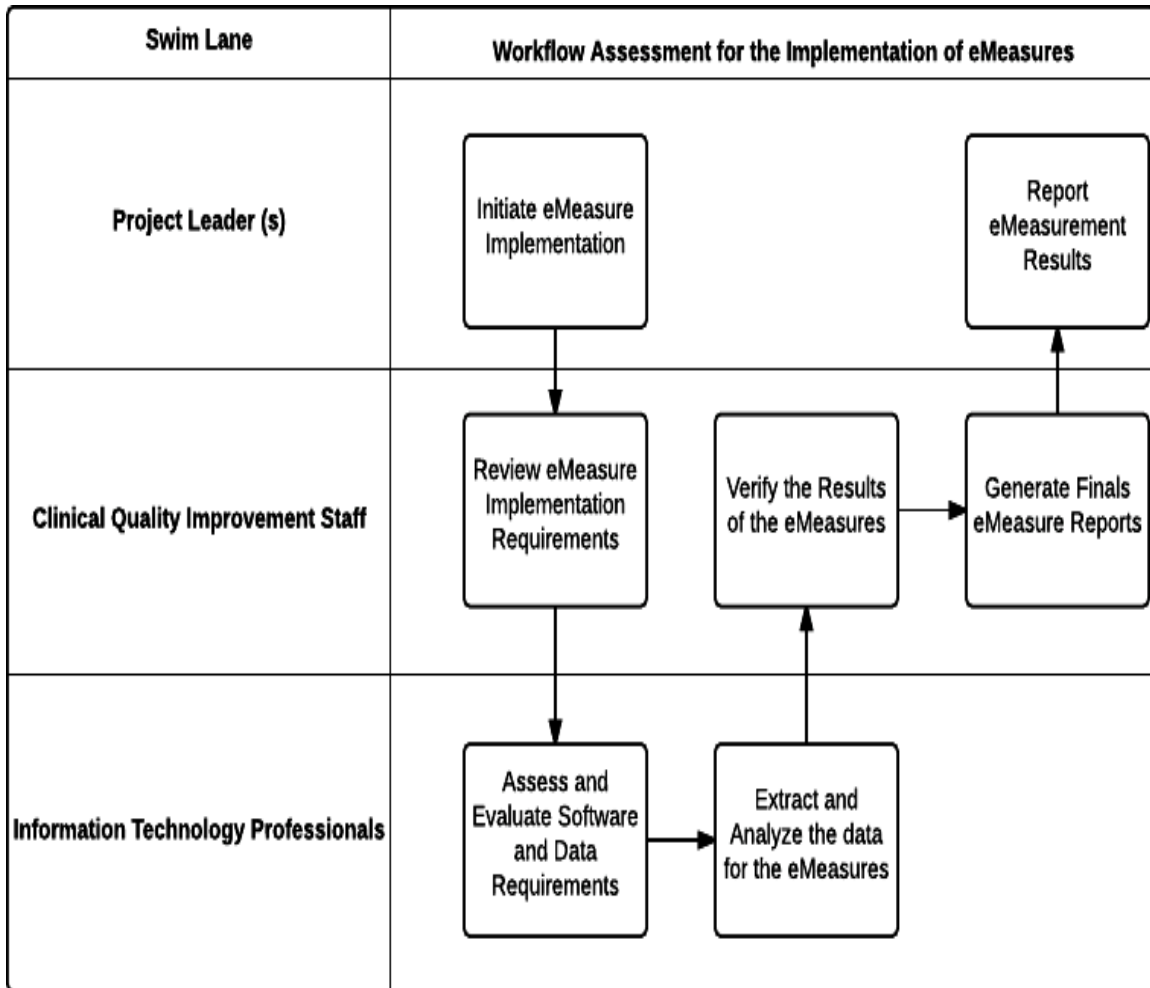 Swim Lane
Workflow Assessment for the Implementation of eMeasures
Project Leader (s)
Initiate eMeasure
Implementation
Report
eMeasurement
Results
Clinical Quality Improvement Staff
Review eMeasure
Implementation
Requirements
Verify the Results
of the eMeasures
Generate Finals
eMeasure Reports
Information Technology Professionals
Assess and
Evaluate Software
and Data
Requirements
Extract and
Analyze the data
for the eMeasures